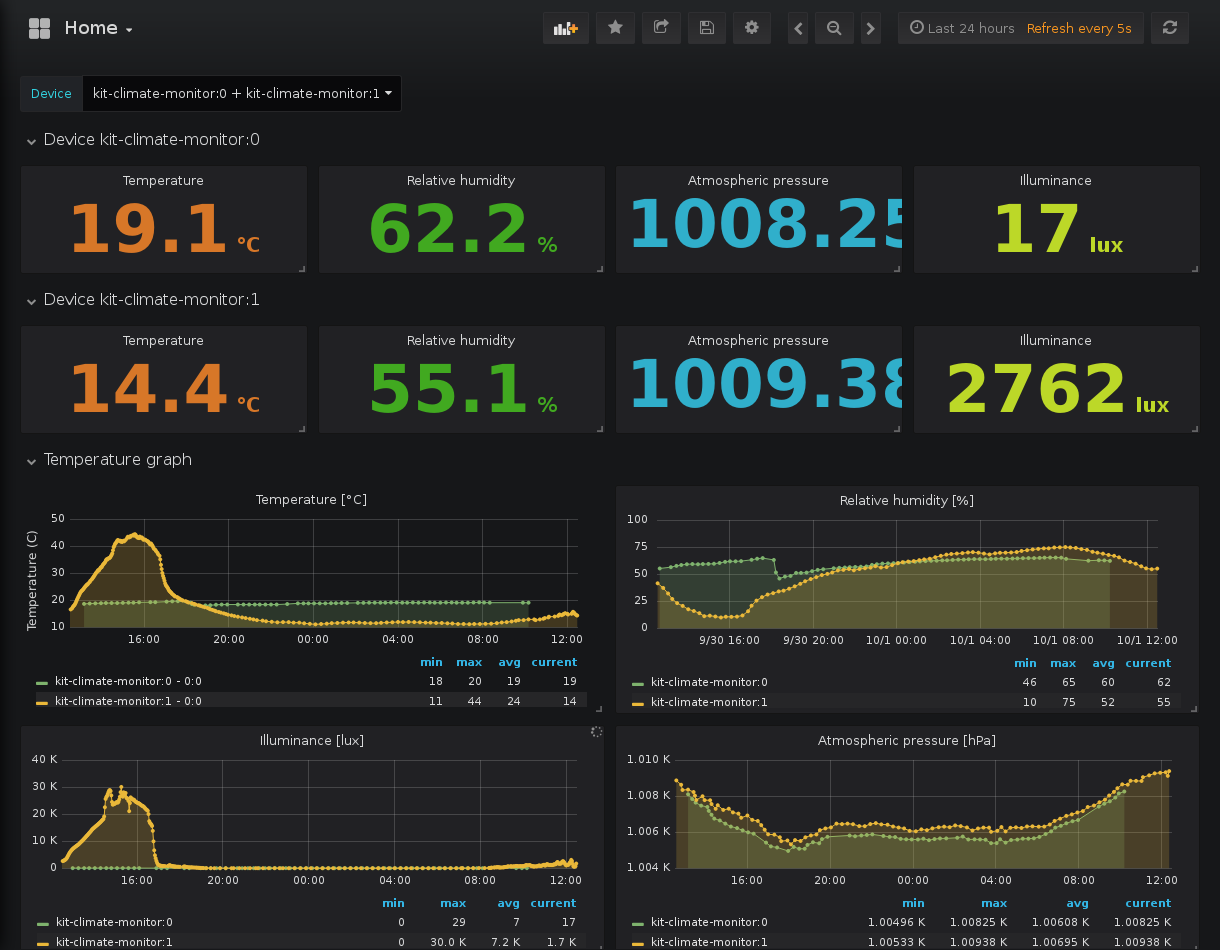 Home
Last 24 hours Refresh every 5s
Device kit-climate-monitor:0 + kit-climate-monitor:1
Device kit-climate-monitor:0
Temperature Relative humidity Atmospheric pressure Illuminance
19.1 °C 62.2 % 1008.25 17 lux
Device kit-climate-monitor:1
Temperature Relative humidity Atmospheric pressure Illuminance
14.4 °C 55.1 % 1009.38 2762 lux
Temperature graph
Temperature [°C]
Temperature (C)
50
40
30
20
10
16:00 20:00 00:00 04:00 08:00 12:00
min max avg current
kit-climate-monitor:0 - 0:0 18 20 19 19
kit-climate-monitor:1 - 0:0 11 44 24 14
Relative humidity [%]
100
75
50
25
0
9/30 16:00 9/30 20:00 10/1 00:00 10/1 04:00 10/1 08:00 10/1 12:00
min max avg current
kit-climate-monitor:0 46 65 60 62
kit-climate-monitor:1 10 75 52 55
Illuminance [lux]
40 K
30 K
20 K
10 K
0
16:00 20:00 00:00 04:00 08:00 12:00
min max avg current
kit-climate-monitor:0 0 29 7 17
kit-climate-monitor:1 0 30.0 K 7.2 K 1.7 K
Atmospheric pressure [hPa]
1.010 K
1.008 K
1.006 K
1.004 K
16:00 20:00 00:00 04:00 08:00 12:00
min max avg current
kit-climate-monitor:0 1.00496 K 1.00825 K 1.00608 K 1.00825 K
kit-climate-monitor:1 1.00533 K 1.00938 K 1.00695 K 1.00938 K